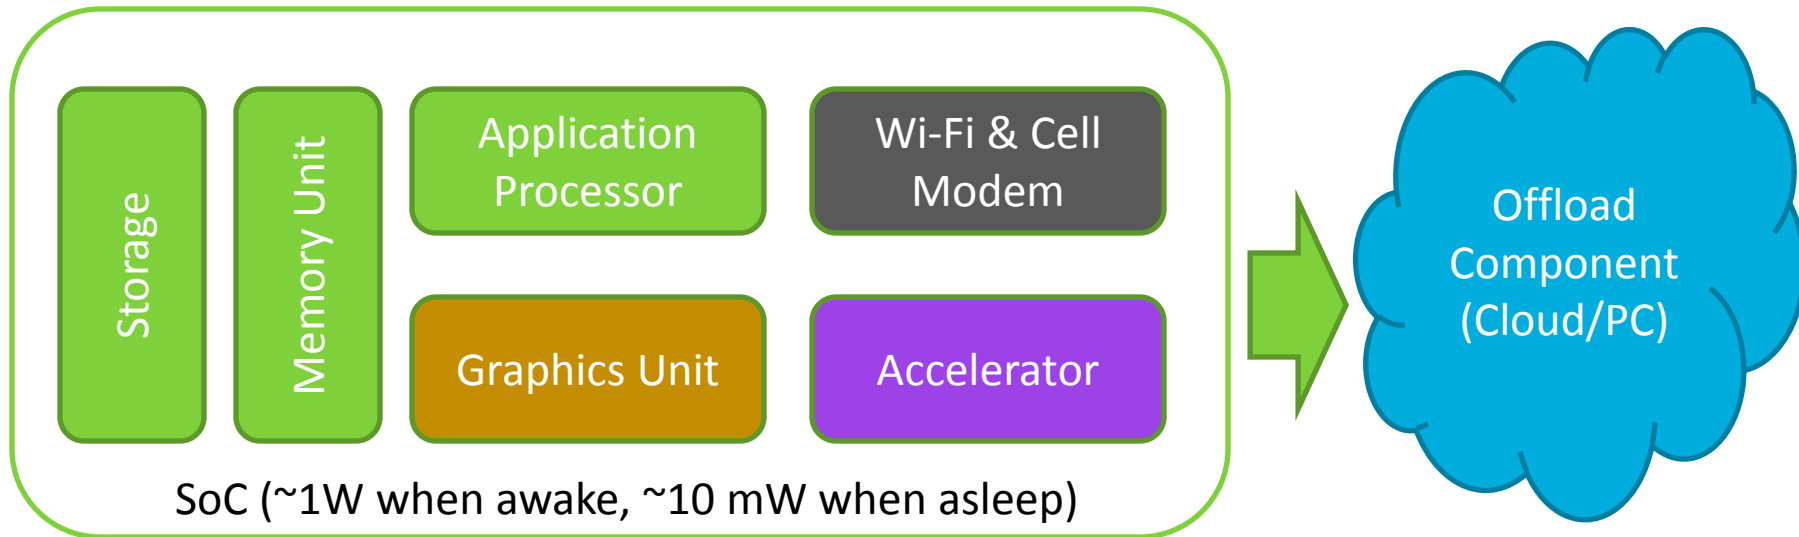 Storage
Memory Unit
Application
Processor
Wi-Fi & Cell
Modem
Graphics Unit
Accelerator
SoC (~1W when awake, ~10 mW when asleep)
Offload
Component
(Cloud/PC)